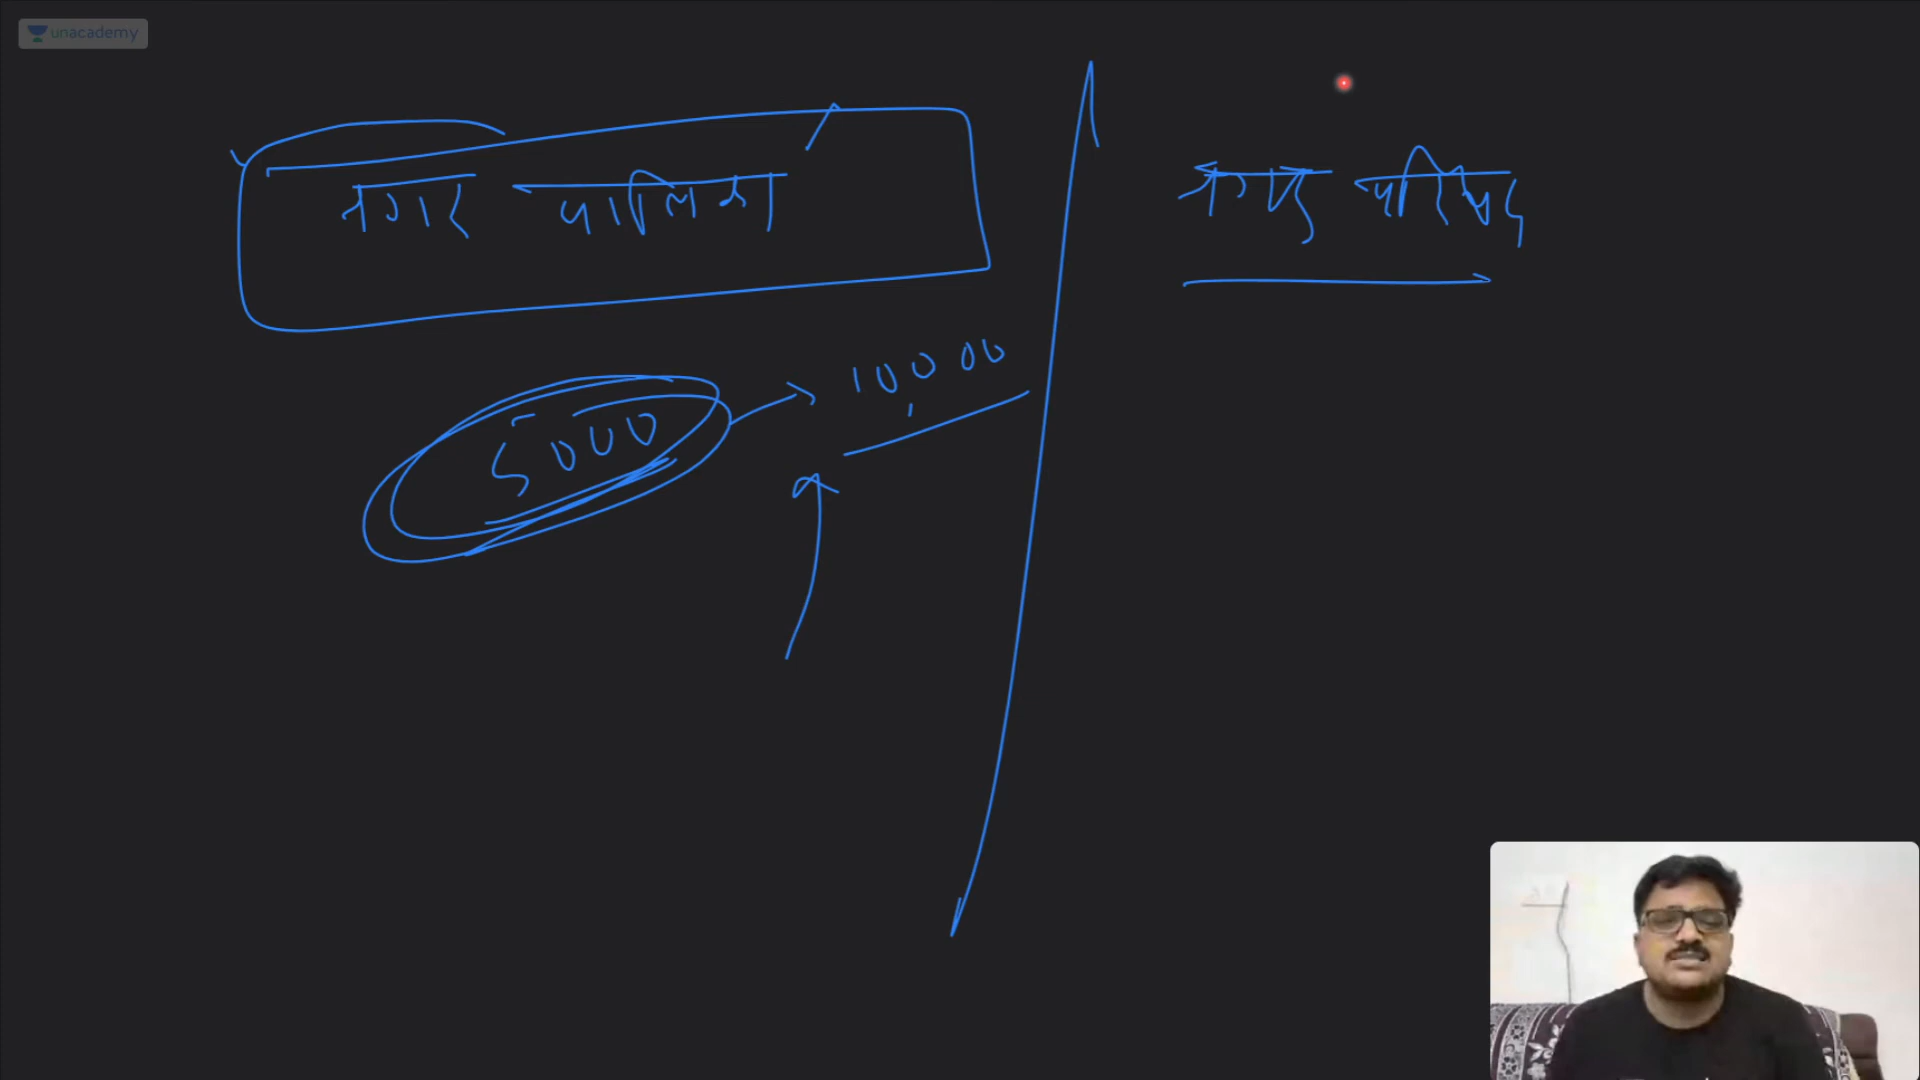 unacademy
नगर पालिका
5000 → 10,000
नगर परिषद